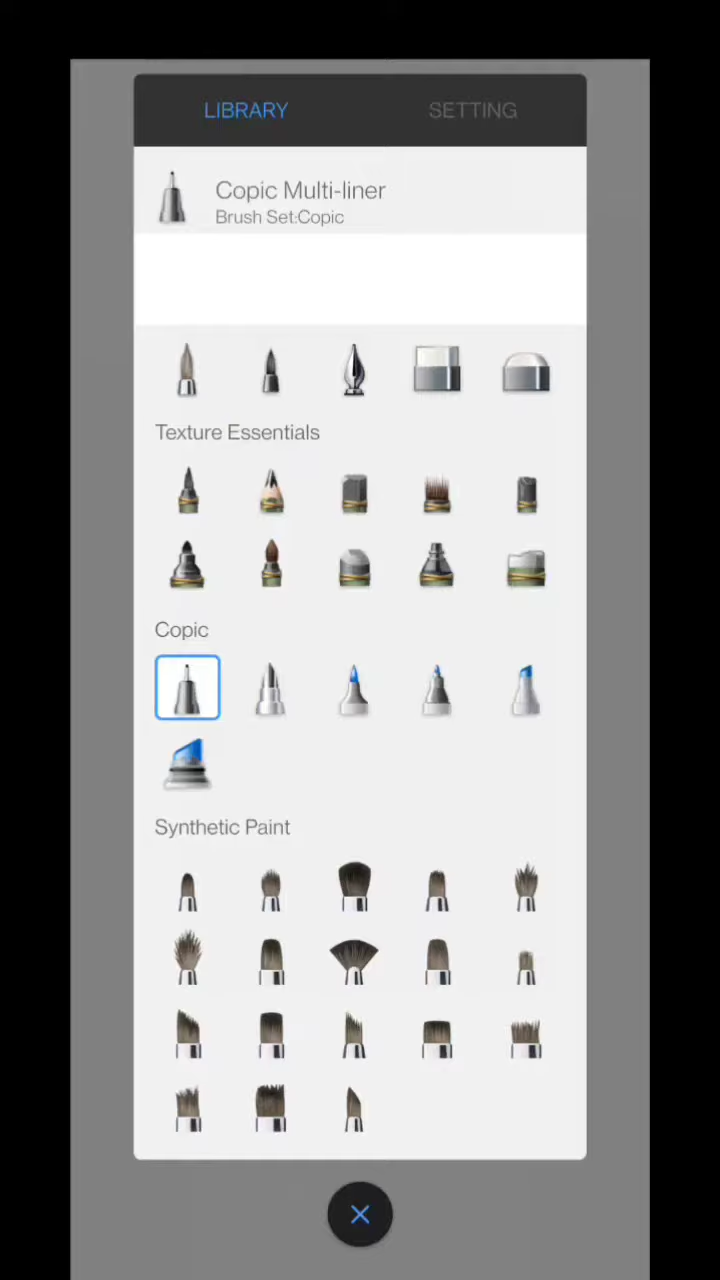 LIBRARY SETTING
Copic Multi-liner
Brush Set:Copic
Texture Essentials
Copic
Synthetic Paint